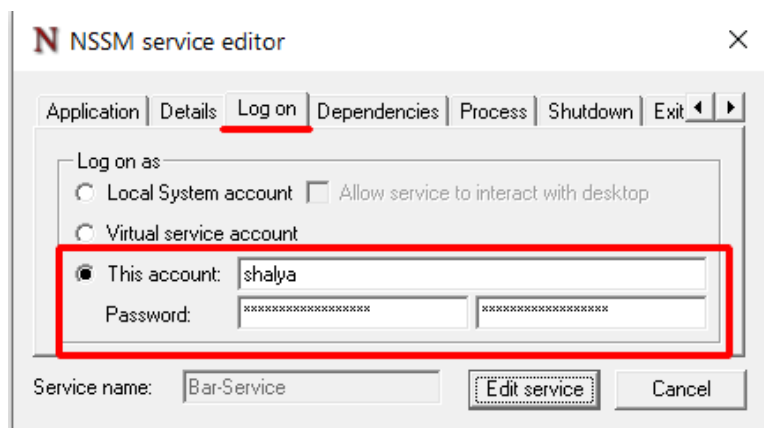 N NSSM service editor
Application Details Log on Dependencies Process Shutdown Exit
Log on as
Local System account Allow service to interact with desktop
Virtual service account
This account: shalya
Password: ****************** ******************
Service name: Bar-Service Edit service Cancel